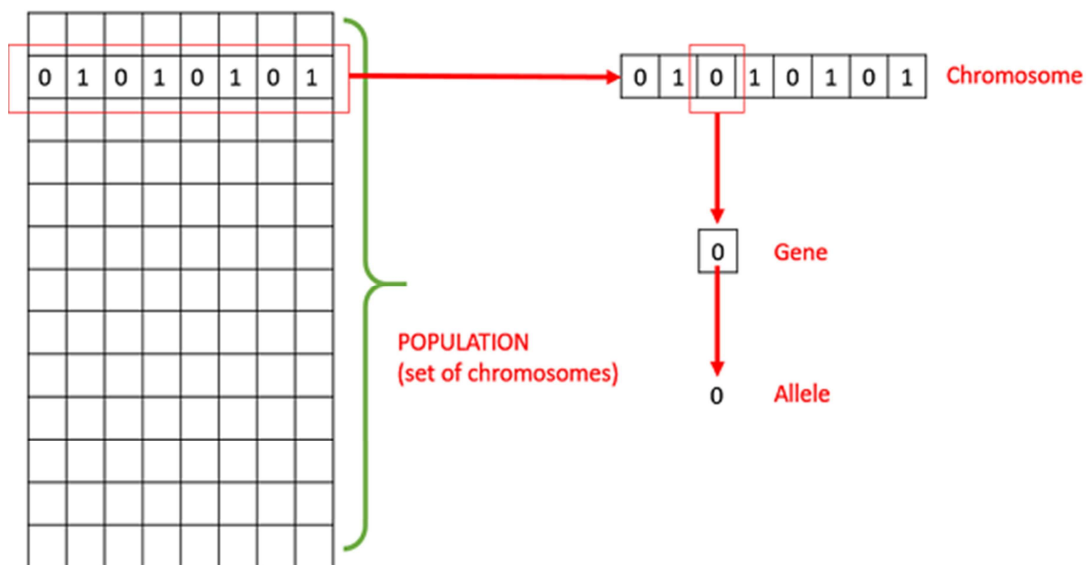 0 1 0 1 0 1 0 1
0 1 0 1 0 1 0 1 Chromosome
0 Gene
POPULATION
(set of chromosomes)
0 Allele